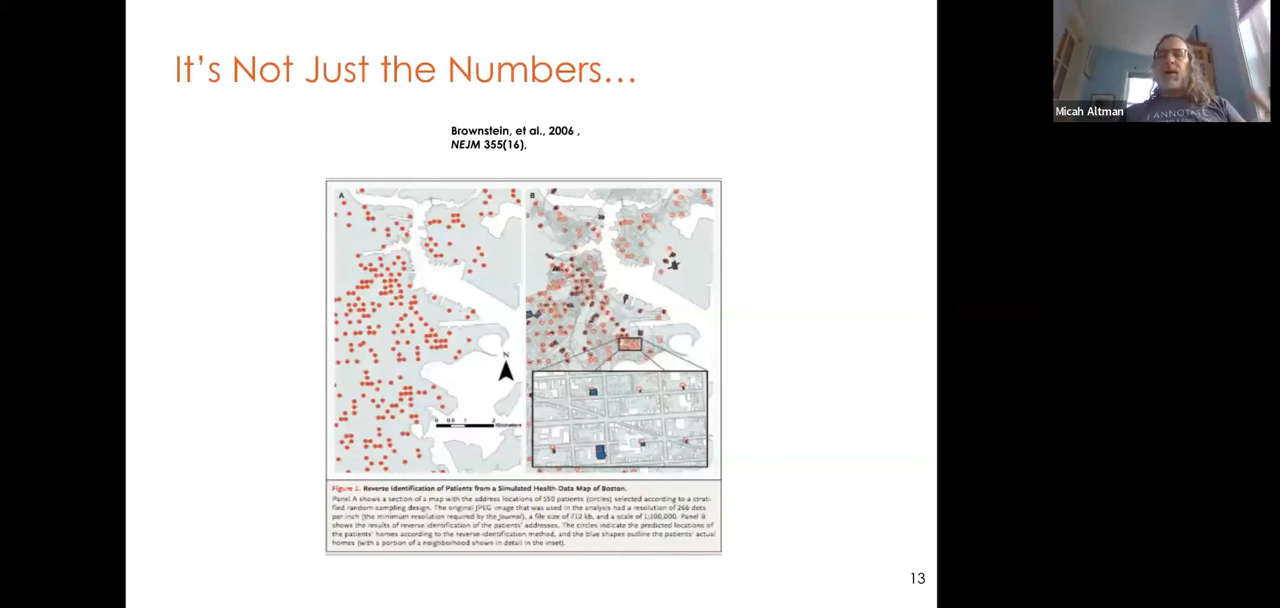 It's Not Just the Numbers...
Brownstein, et al., 2006 ,
NEJM 355(16),
A
B
N
Figure 1. Reverse Identification of Patients from a Simulated Health-Data Map of Boston.
Panel A shows a section of a map with the address locations of 550 patients (circles) selected according to a strati-
fied random sampling design. The original JPEG image that was used in the analysis had a resolution of 266 dots
per inch (the minimum resolution required by the Journal), a file size of 712 kb, and a scale of 1:100,000. Panel B
shows the results of reverse identification of the patients' addresses. The circles indicate the predicted locations of
the patients' homes according to the reverse-identification method, and the blue shapes outline the patients' actual
homes (with a portion of a neighborhood shown in detail in the inset).
13
Micah Altman
I ANNOTATE